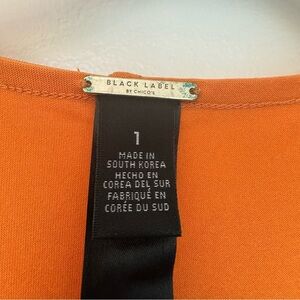 BLACK LABEL
BY CHICO'S
1
MADE IN
SOUTH KOREA
HECHO EN
COREA DEL SUR
FABRIQUÉ EN
CORÉE DU SUD